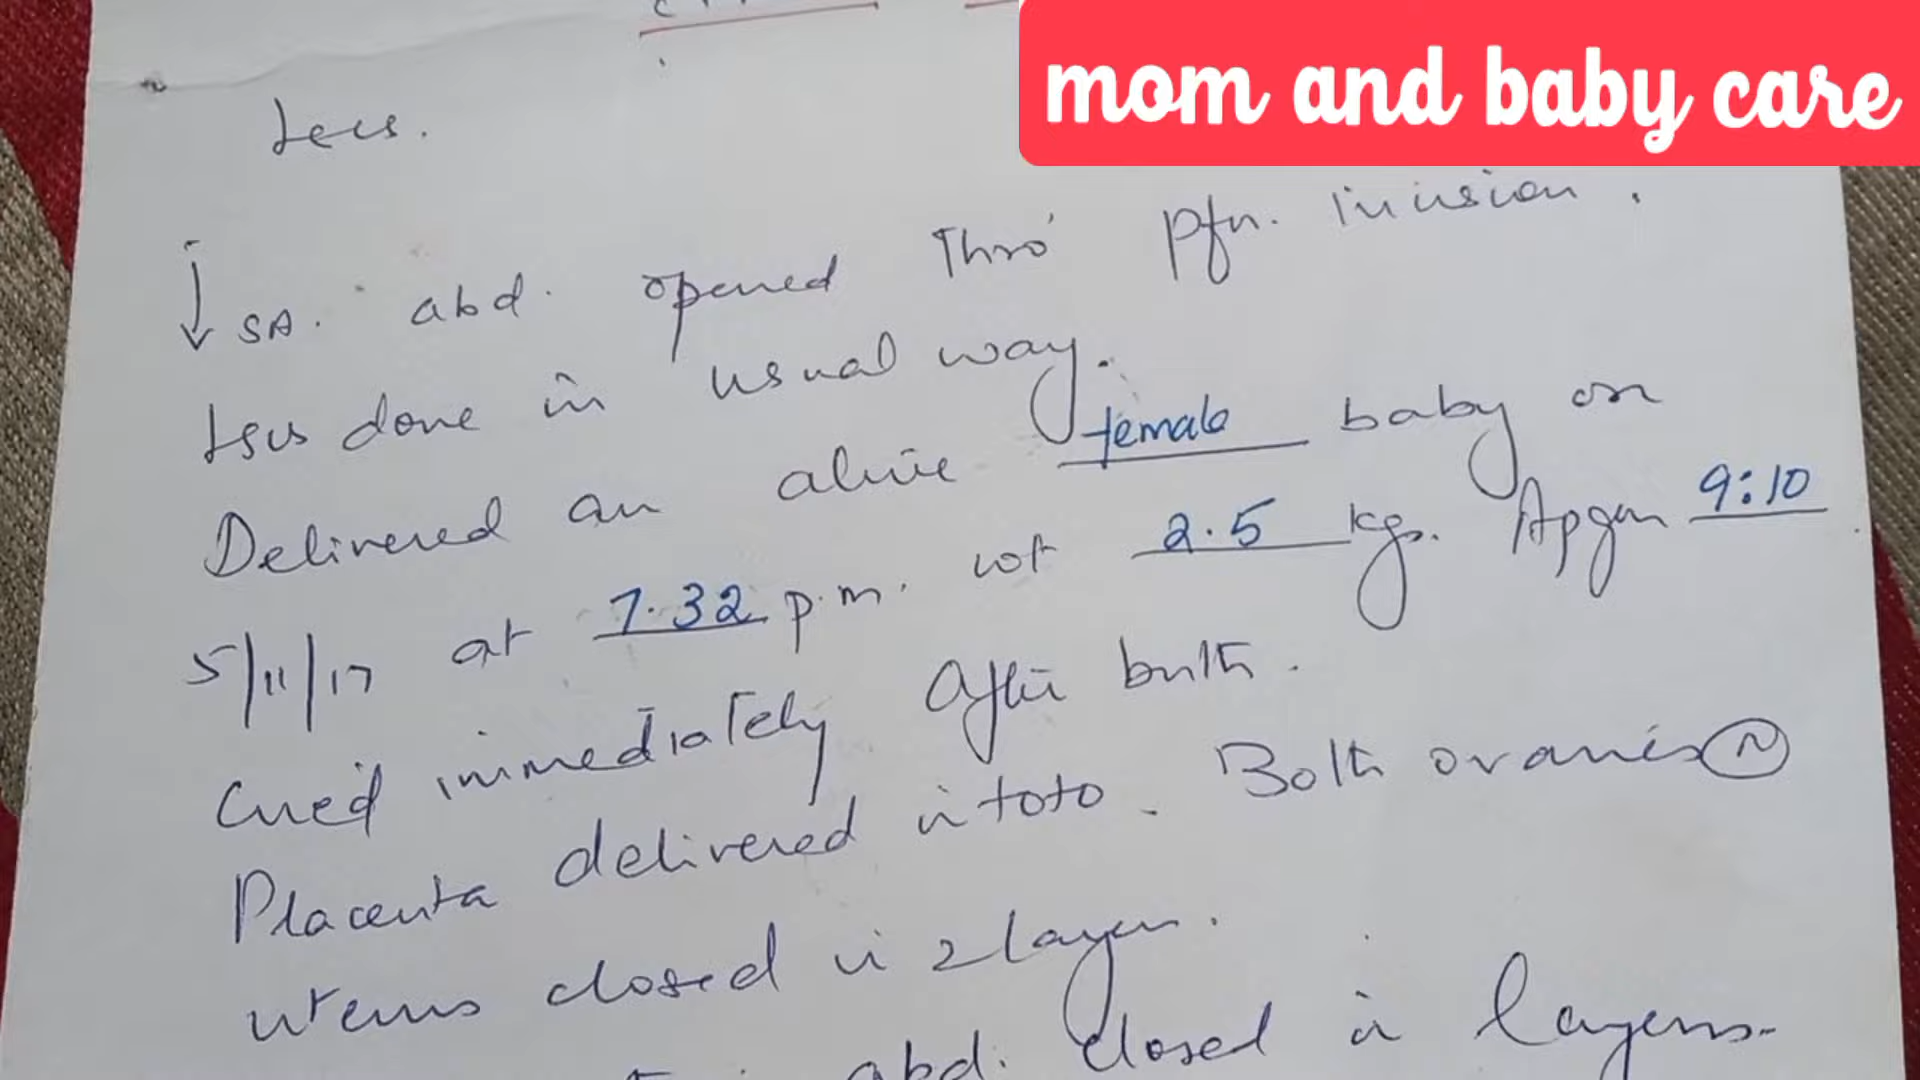 mom and baby care
Lscs.
↓ SA. abd. opened Thro' pfn. incision.
Lscs done in usual way.
Delivered an alive female baby on
5/11/17 at 7.32 p.m. wt 2.5 kgs. Apgar 9:10
Cried immediately after birth.
Placenta delivered in toto. Both ovaries Ⓝ
uterus closed in 2 layers.
abd. closed in layers.